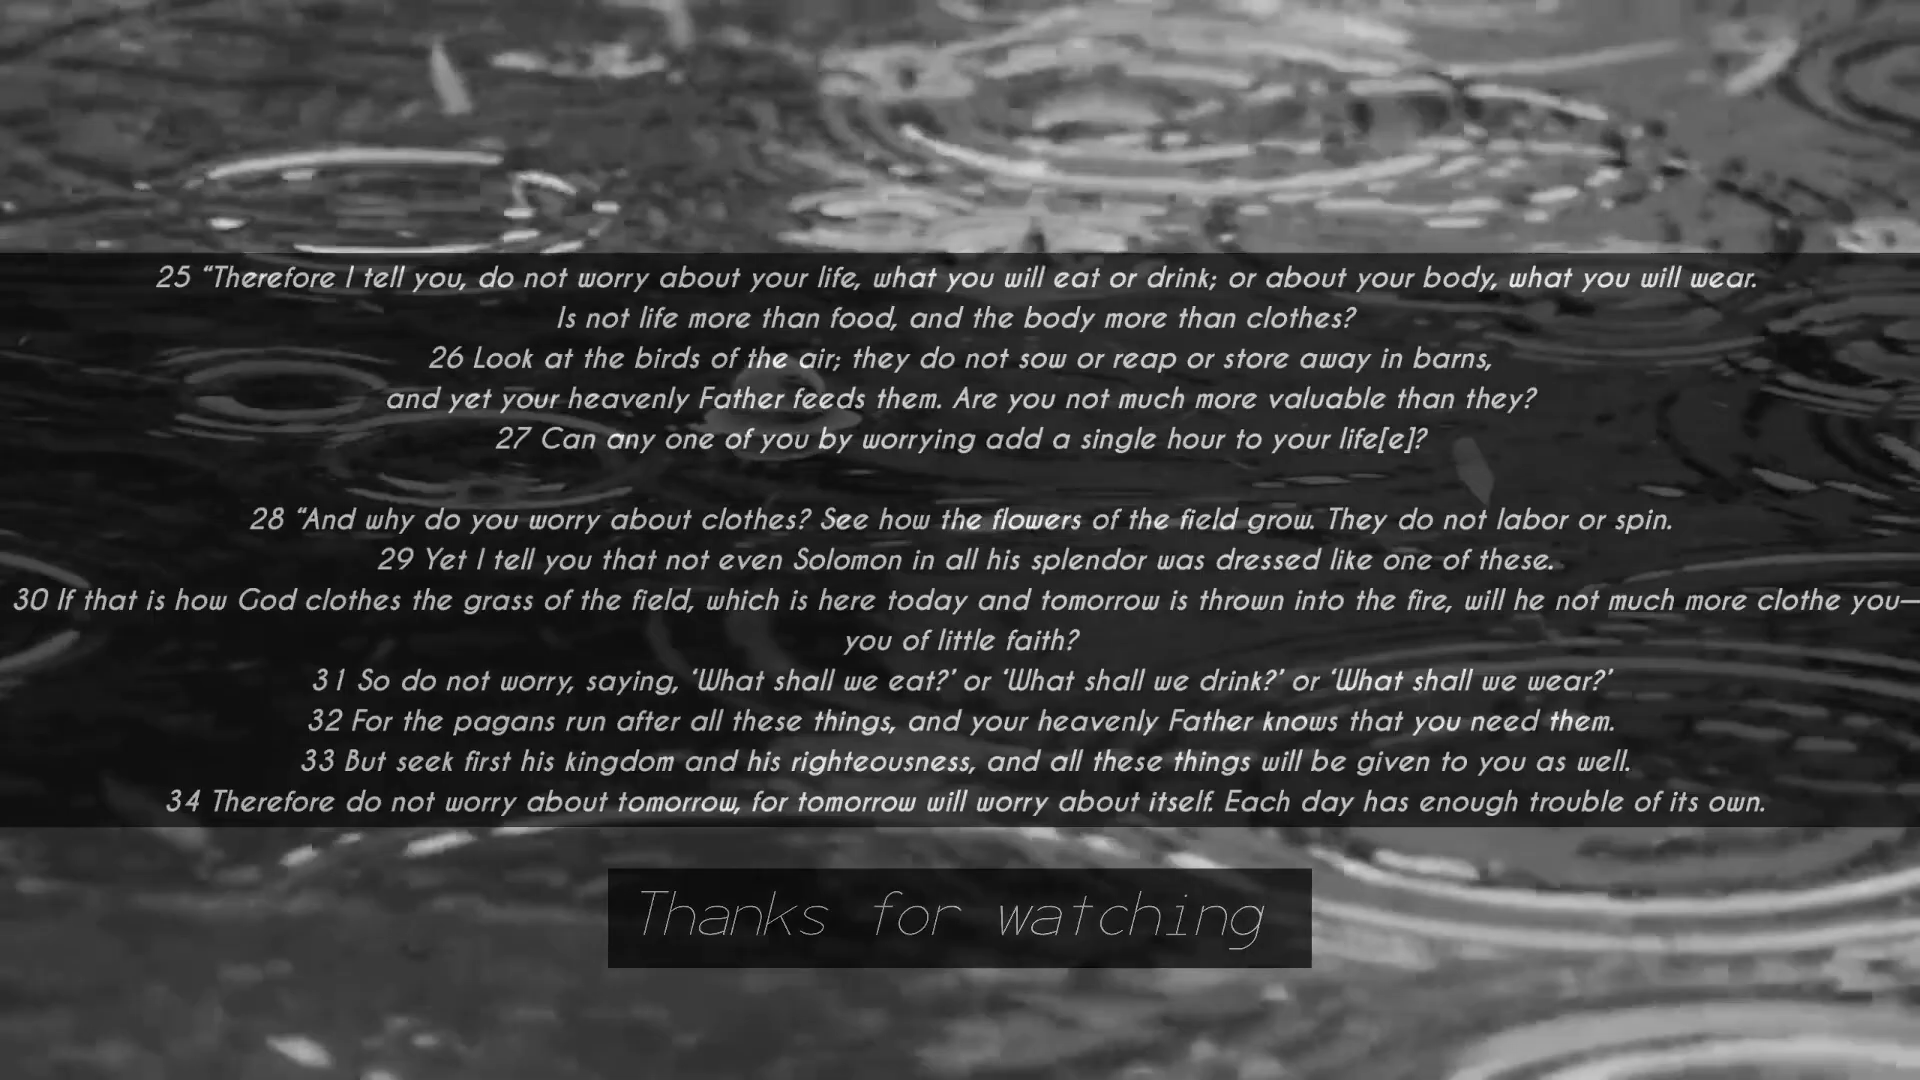 25 “Therefore I tell you, do not worry about your life, what you will eat or drink; or about your body, what you will wear.
Is not life more than food, and the body more than clothes?
26 Look at the birds of the air; they do not sow or reap or store away in barns,
and yet your heavenly Father feeds them. Are you not much more valuable than they?
27 Can any one of you by worrying add a single hour to your life[e]?
28 “And why do you worry about clothes? See how the flowers of the field grow. They do not labor or spin.
29 Yet I tell you that not even Solomon in all his splendor was dressed like one of these.
30 If that is how God clothes the grass of the field, which is here today and tomorrow is thrown into the fire, will he not much more clothe you—
you of little faith?
31 So do not worry, saying, ‘What shall we eat?’ or ‘What shall we drink?’ or ‘What shall we wear?’
32 For the pagans run after all these things, and your heavenly Father knows that you need them.
33 But seek first his kingdom and his righteousness, and all these things will be given to you as well.
34 Therefore do not worry about tomorrow, for tomorrow will worry about itself. Each day has enough trouble of its own.
Thanks for watching